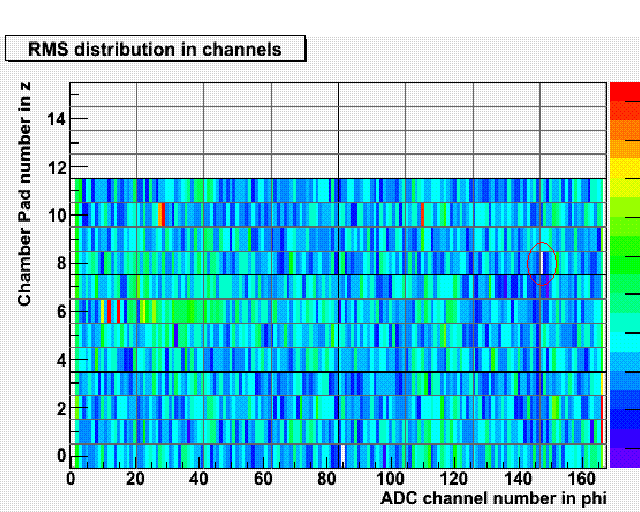 RMS distribution in channels
Chamber Pad number in z
14
12
10
8
6
4
2
0
0 20 40 60 80 100 120 140 160
ADC channel number in phi